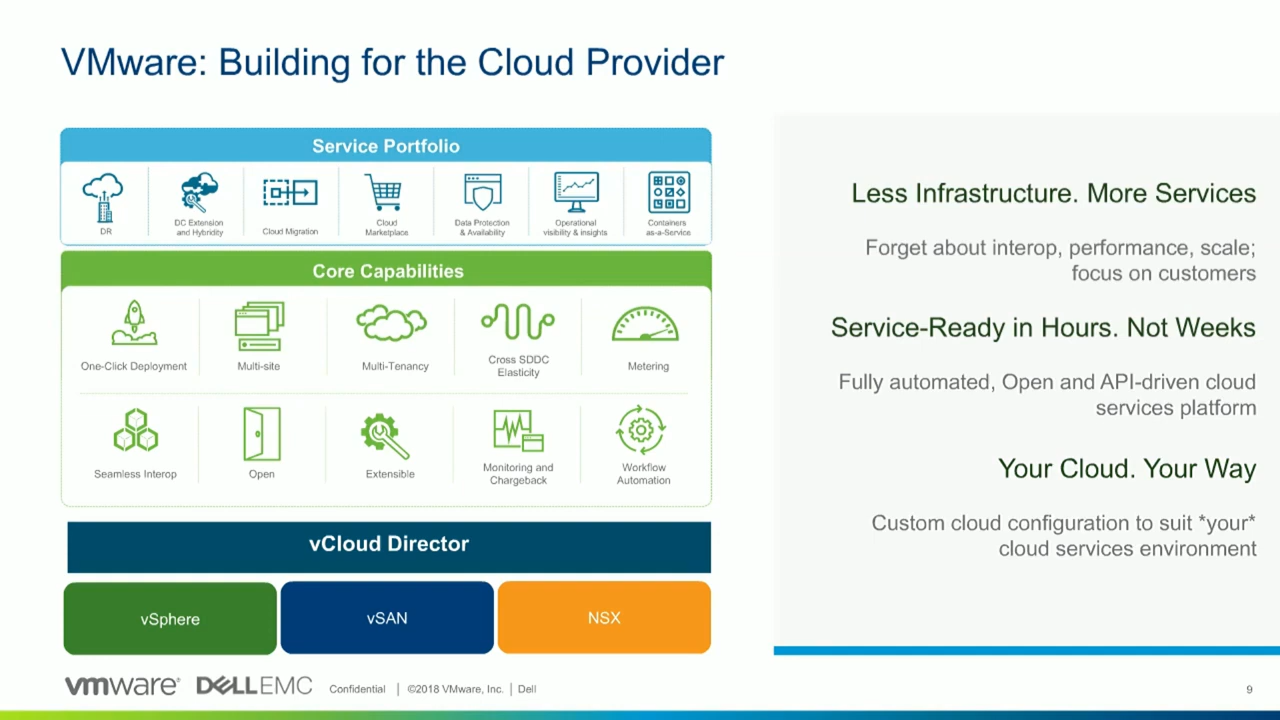 VMware: Building for the Cloud Provider
Service Portfolio
DR
DC Extension
and Hybridity
Cloud Migration
Cloud
Marketplace
Data Protection
& Availability
Operational
visibility & insights
Containers
as-a-Service
Core Capabilities
One-Click Deployment
Multi-site
Multi-Tenancy
Cross SDDC
Elasticity
Metering
Seamless Interop
Open
Extensible
Monitoring and
Chargeback
Workflow
Automation
vCloud Director
vSphere
vSAN
NSX
Less Infrastructure. More Services
Forget about interop, performance, scale;
focus on customers
Service-Ready in Hours. Not Weeks
Fully automated, Open and API-driven cloud
services platform
Your Cloud. Your Way
Custom cloud configuration to suit *your*
cloud services environment
vmware® DELLEMC Confidential | ©2018 VMware, Inc. | Dell
9